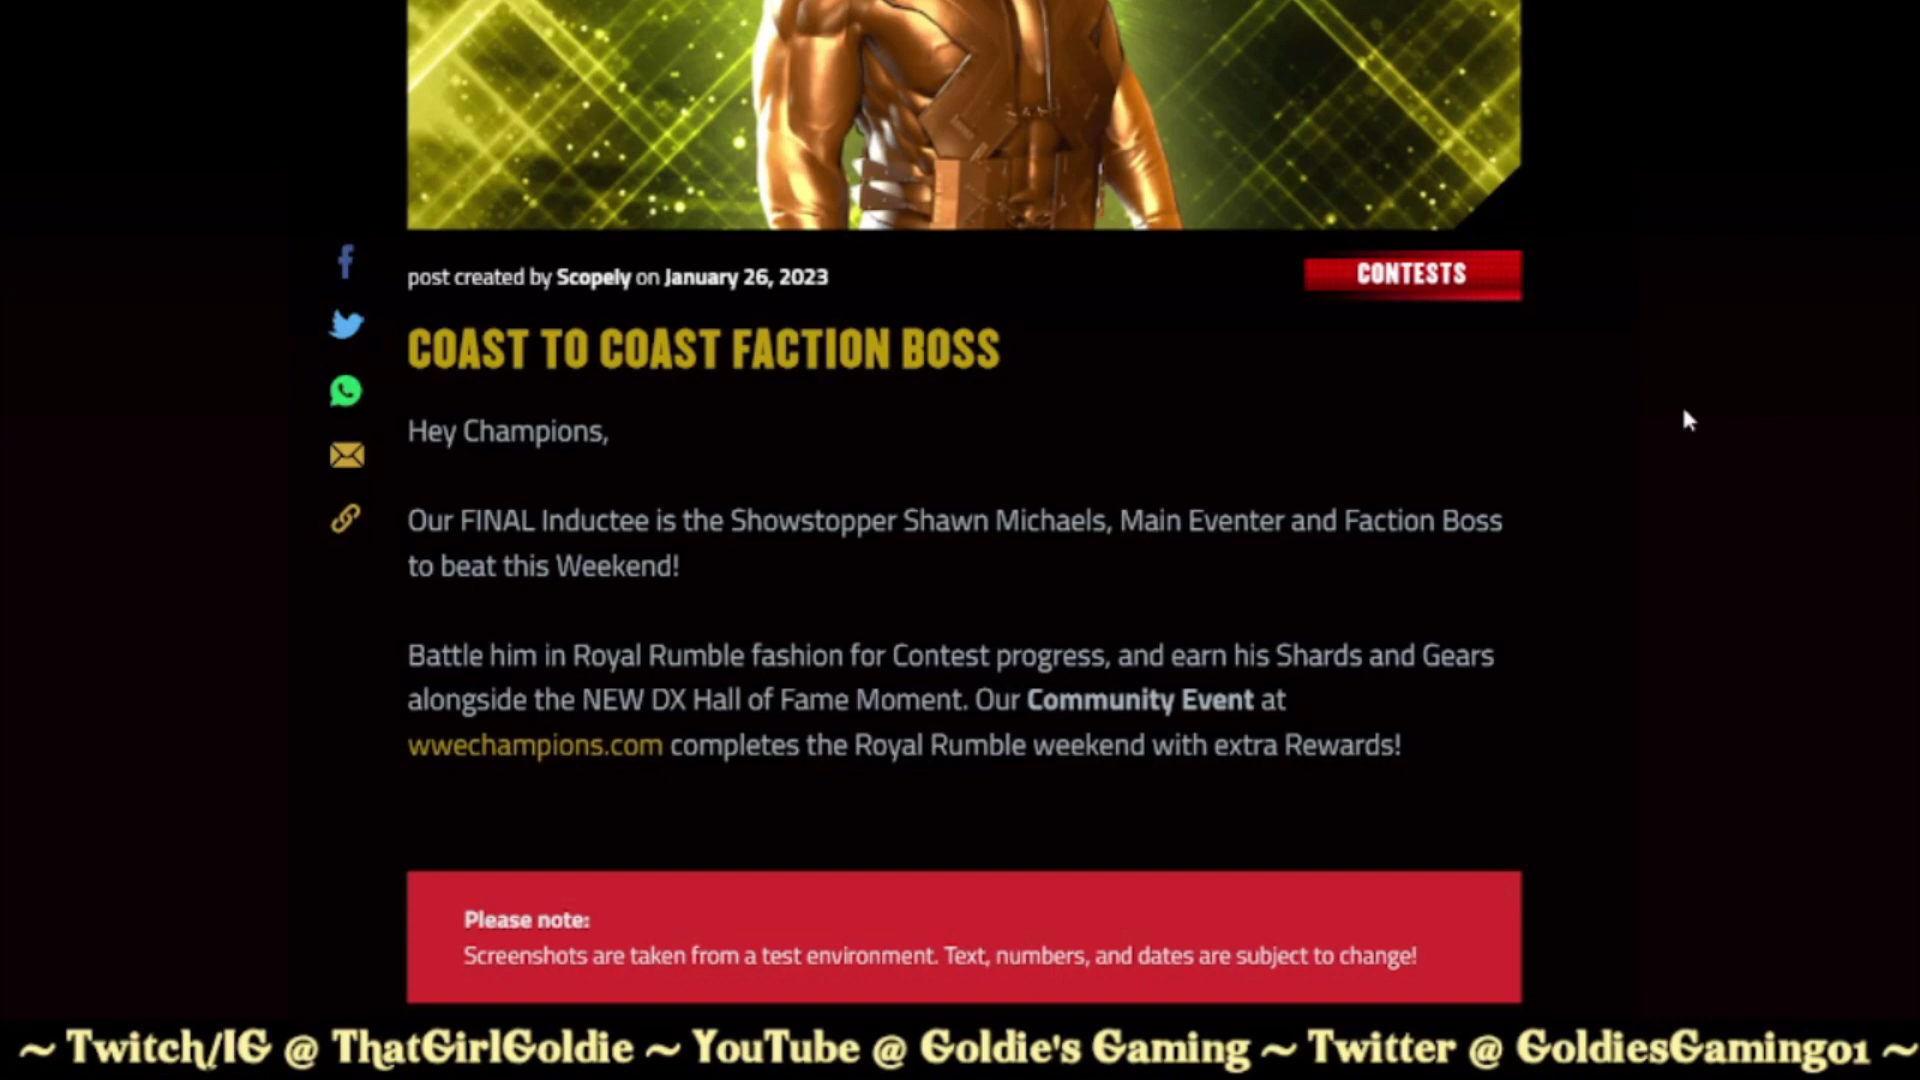 post created by Scopely on January 26, 2023
CONTESTS
COAST TO COAST FACTION BOSS
Hey Champions,
Our FINAL Inductee is the Showstopper Shawn Michaels, Main Eventer and Faction Boss
to beat this Weekend!
Battle him in Royal Rumble fashion for Contest progress, and earn his Shards and Gears
alongside the NEW DX Hall of Fame Moment. Our Community Event at
wwechampions.com completes the Royal Rumble weekend with extra Rewards!
Please note:
Screenshots are taken from a test environment. Text, numbers, and dates are subject to change!
~ Twitch/IG @ ThatGirlGoldie ~ YouTube @ Goldie's Gaming ~ Twitter @ GoldiesGaming01 ~